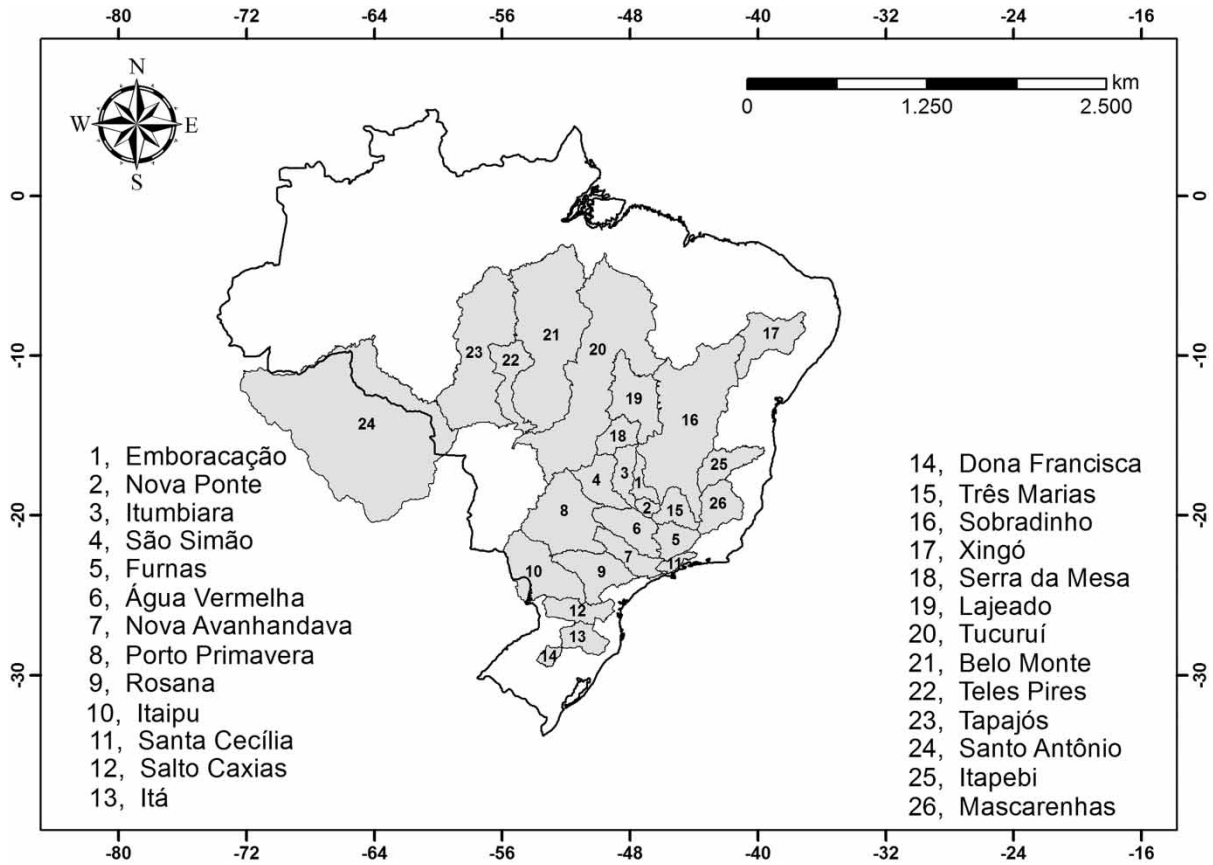 -80 -72 -64 -56 -48 -40 -32 -24 -16
N
W E
S
km
0 1.250 2.500
0 0
-10 -10
-20 -20
-30 -30
17
21
20
23
22
19
16
24
18
25
3
1
4
2
15
26
8
6
5
7
11
10
9
12
13
14
1, Emboracação
2, Nova Ponte
3, Itumbiara
4, São Simão
5, Furnas
6, Água Vermelha
7, Nova Avanhandava
8, Porto Primavera
9, Rosana
10, Itaipu
11, Santa Cecília
12, Salto Caxias
13, Itá
14, Dona Francisca
15, Três Marias
16, Sobradinho
17, Xingó
18, Serra da Mesa
19, Lajeado
20, Tucuruí
21, Belo Monte
22, Teles Pires
23, Tapajós
24, Santo Antônio
25, Itapebi
26, Mascarenhas
-80 -72 -64 -56 -48 -40 -32 -24 -16